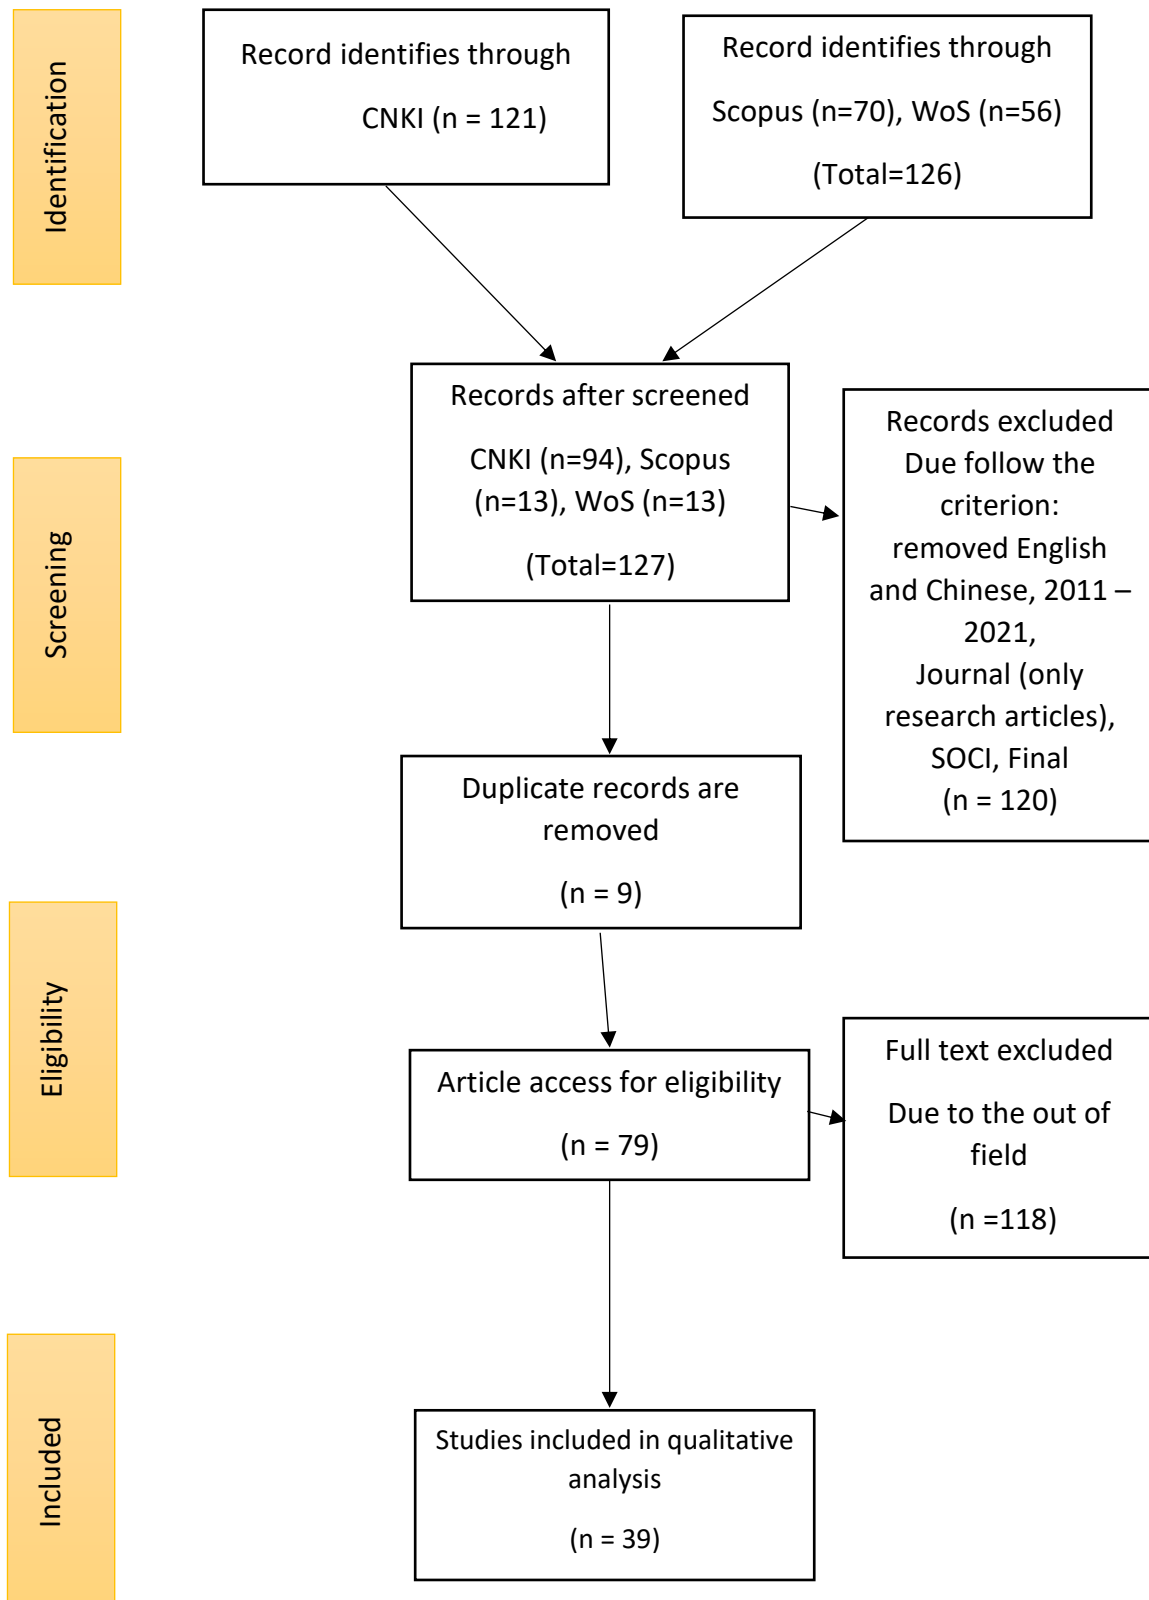 Identification
Record identifies through
CNKI (n = 121)
Record identifies through
Scopus (n=70), WoS (n=56)
(Total=126)
Screening
Records after screened
CNKI (n=94), Scopus
(n=13), WoS (n=13)
(Total=127)
Records excluded
Due follow the
criterion:
removed English
and Chinese, 2011 –
2021,
Journal (only
research articles),
SOCI, Final
(n = 120)
Duplicate records are
removed
(n = 9)
Eligibility
Article access for eligibility
(n = 79)
Full text excluded
Due to the out of
field
(n =118)
Included
Studies included in qualitative
analysis
(n = 39)